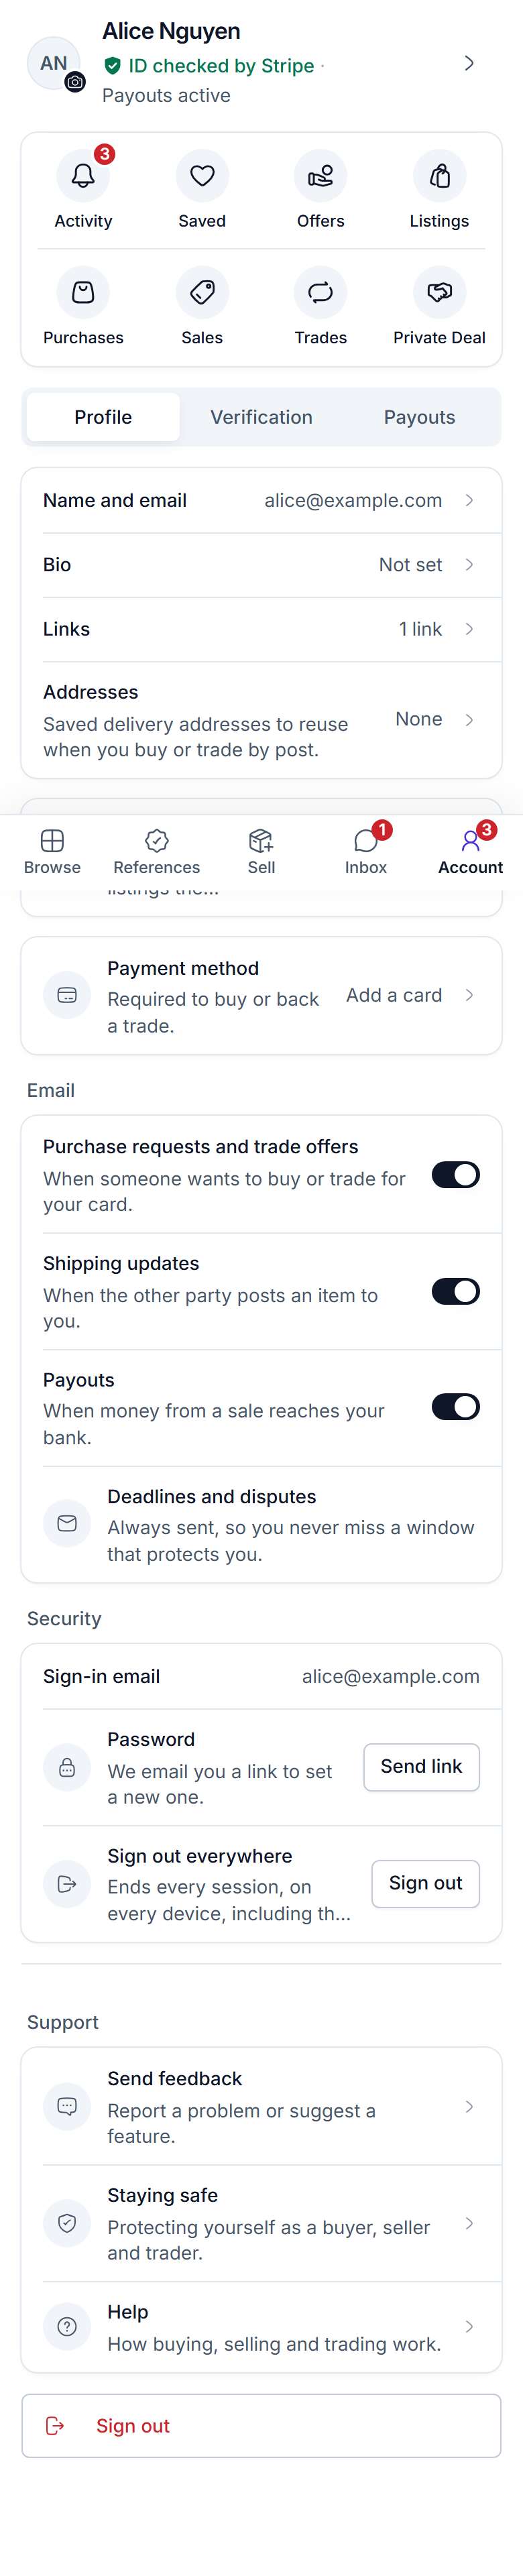 Alice Nguyen
AN
ID checked by Stripe ·
Payouts active
3
Activity
Saved
Offers
Listings
Purchases
Sales
Trades
Private Deal
Profile
Verification
Payouts
Name and email
alice@example.com
Bio
Not set
Links
1 link
Addresses
Saved delivery addresses to reuse
when you buy or trade by post.
None
1
3
Browse
References
Sell
Inbox
Account
Payment method
Required to buy or back
a trade.
Add a card
Email
Purchase requests and trade offers
When someone wants to buy or trade for
your card.
Shipping updates
When the other party posts an item to
you.
Payouts
When money from a sale reaches your
bank.
Deadlines and disputes
Always sent, so you never miss a window
that protects you.
Security
Sign-in email
alice@example.com
Password
We email you a link to set
a new one.
Send link
Sign out everywhere
Ends every session, on
every device, including th...
Sign out
Support
Send feedback
Report a problem or suggest a
feature.
Staying safe
Protecting yourself as a buyer, seller
and trader.
Help
How buying, selling and trading work.
Sign out